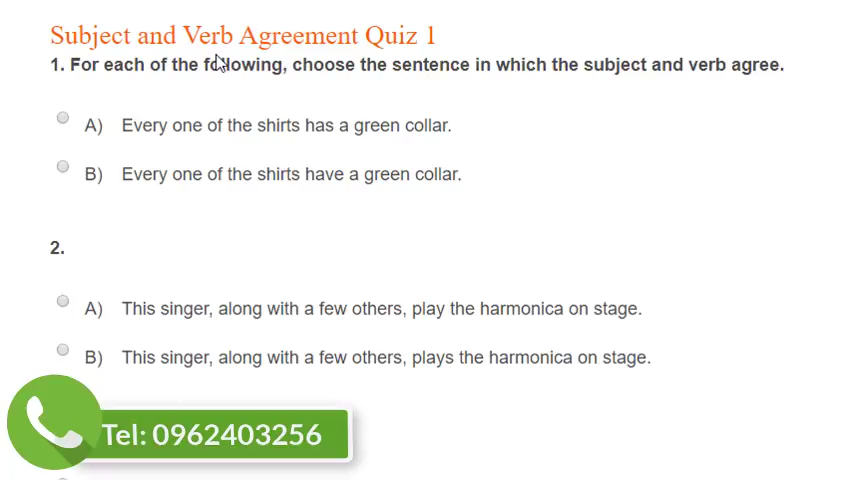 Subject and Verb Agreement Quiz 1
1. For each of the following, choose the sentence in which the subject and verb agree.
A) Every one of the shirts has a green collar.
B) Every one of the shirts have a green collar.
2.
A) This singer, along with a few others, play the harmonica on stage.
B) This singer, along with a few others, plays the harmonica on stage.
Tel: 0962403256